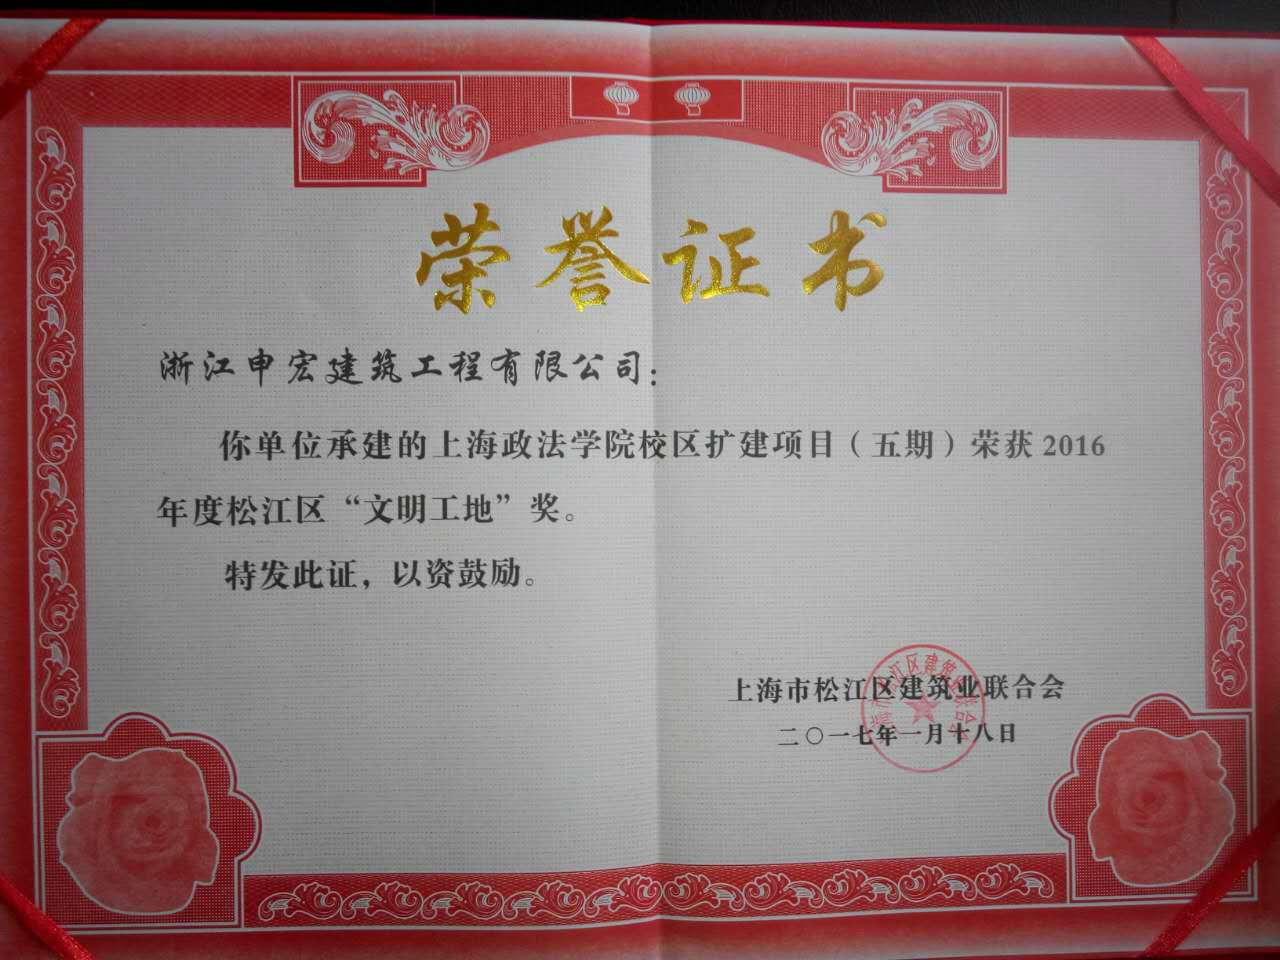 荣誉证书
浙江申宏建筑工程有限公司：
你单位承建的上海政法学院校区扩建项目（五期）荣获 2016
年度松江区“文明工地”奖。
特发此证，以资鼓励。
上海市松江区建筑业联合会
二〇一七年一月十八日